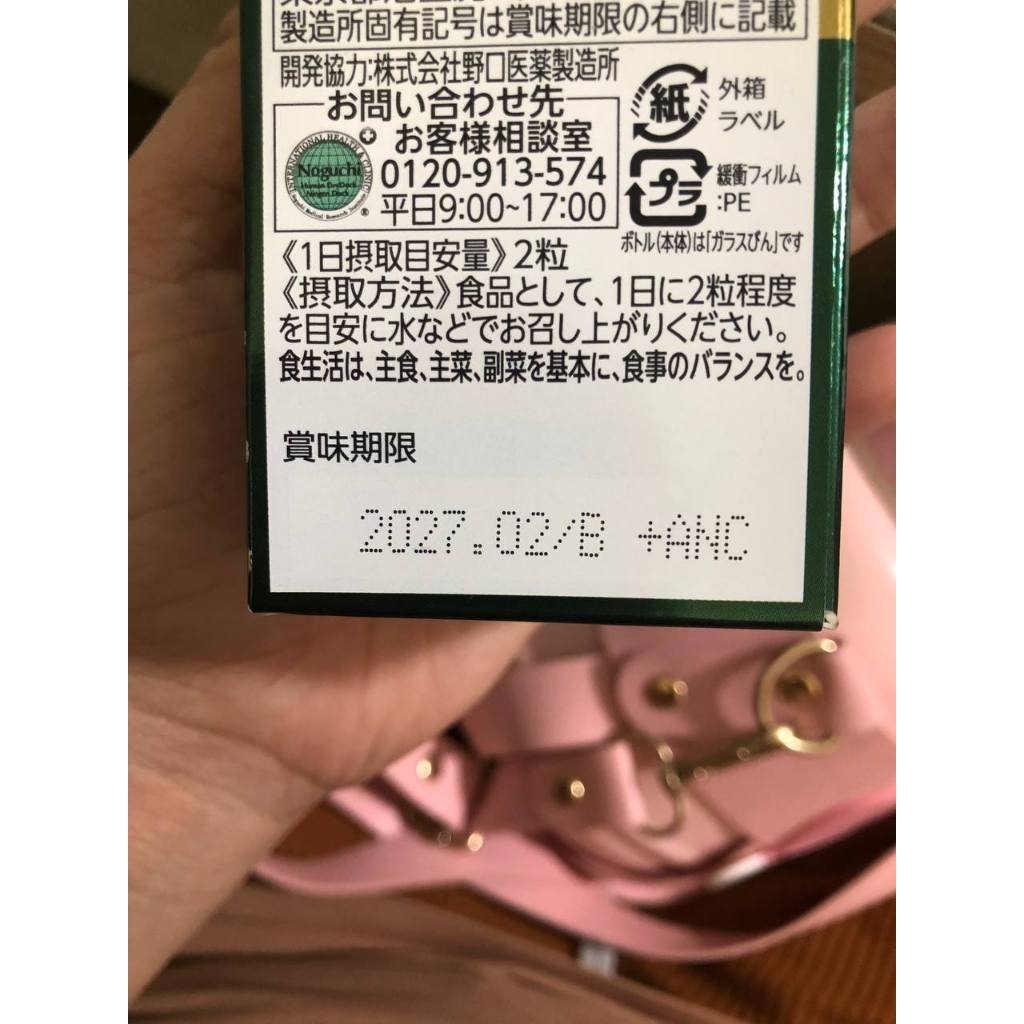 製造所固有記号は賞味期限の右側に記載
開発協力:株式会社野口医薬製造所
お問い合わせ先
お客様相談室
0120-913-574
平日9:00~17:00
INTERNATIONAL HEALTH & CLINIC
Noguchi
Human Dry Dock
®
紙
外箱
ラベル
プラ
緩衝フィルム
:PE
ボトル(本体)は「ガラスびん」です
《1日摂取目安量》2粒
《摂取方法》食品として、1日に2粒程度
を目安に水などでお召し上がりください。
食生活は、主食、主菜、副菜を基本に、食事のバランスを。
賞味期限
2027.02/B +ANC